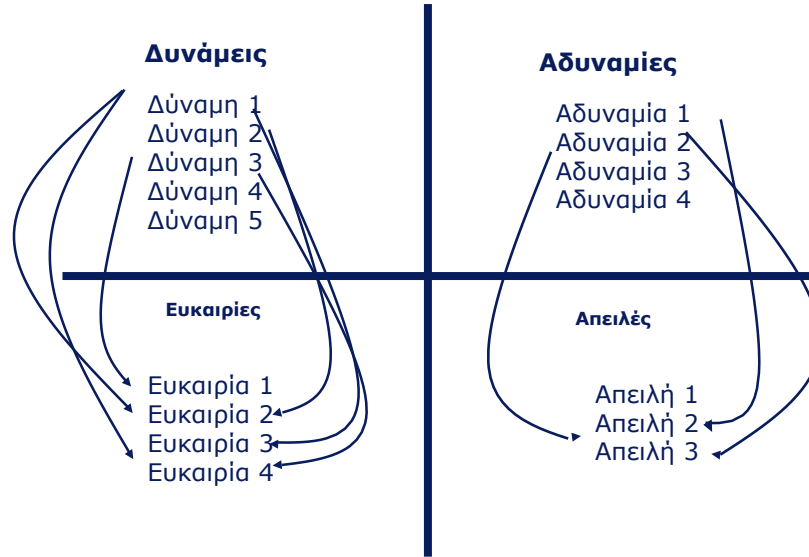 Δυνάμεις
Δύναμη 1
Δύναμη 2
Δύναμη 3
Δύναμη 4
Δύναμη 5
Αδυναμίες
Αδυναμία 1
Αδυναμία 2
Αδυναμία 3
Αδυναμία 4
Ευκαιρίες
Ευκαιρία 1
Ευκαιρία 2
Ευκαιρία 3
Ευκαιρία 4
Απειλές
Απειλή 1
Απειλή 2
Απειλή 3